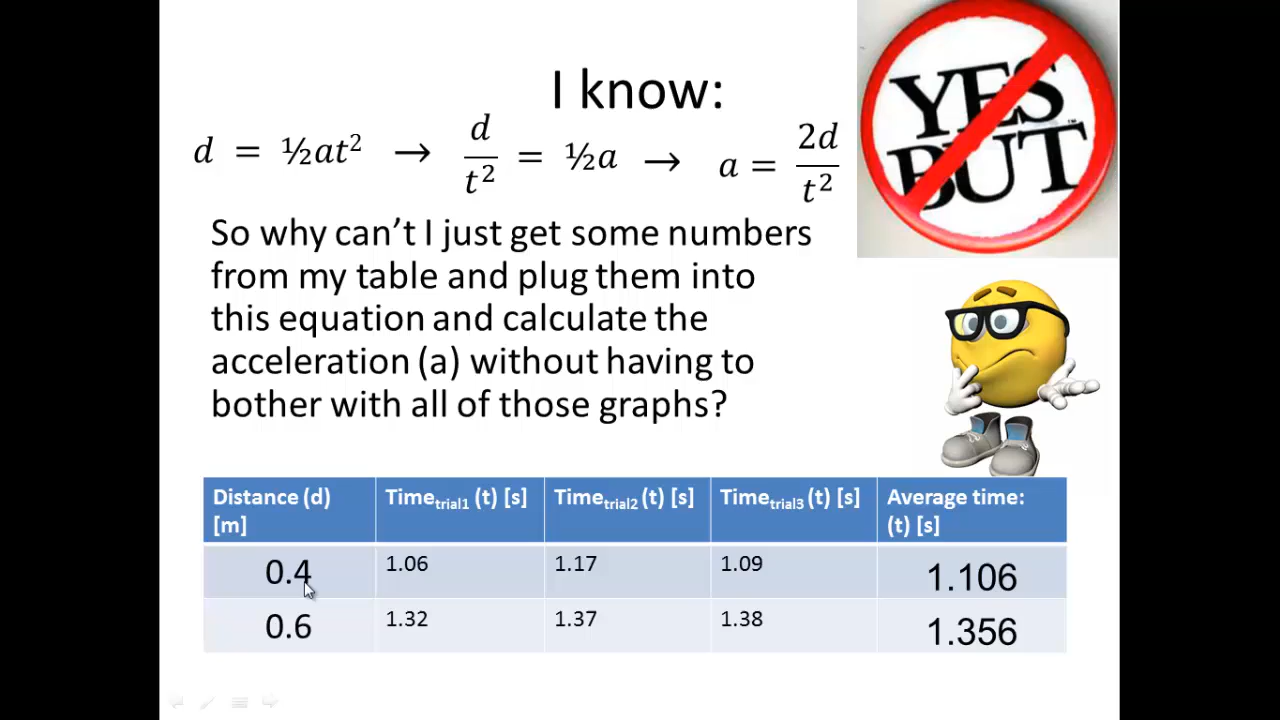 I know:
d = ½at² → d/t² = ½a → a = 2d/t²
YES
BUT
TM
So why can’t I just get some numbers
from my table and plug them into
this equation and calculate the
acceleration (a) without having to
bother with all of those graphs?
Distance (d) [m] Time trial1 (t) [s] Time trial2 (t) [s] Time trial3 (t) [s] Average time: (t) [s]
0.4 1.06 1.17 1.09 1.106
0.6 1.32 1.37 1.38 1.356